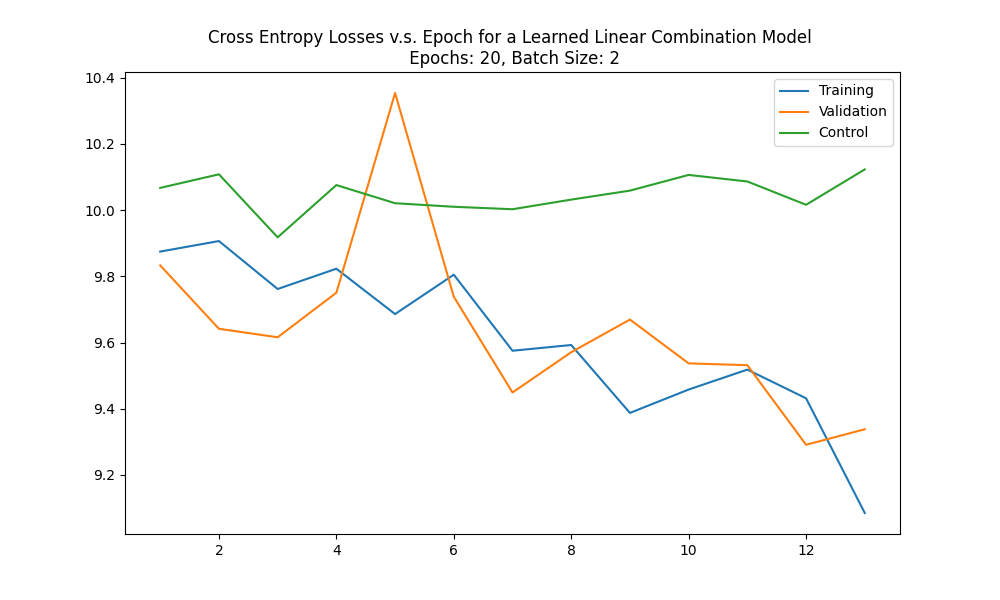 Cross Entropy Losses v.s. Epoch for a Learned Linear Combination Model
Epochs: 20, Batch Size: 2
10.4
10.2
10.0
9.8
9.6
9.4
9.2
Training
Validation
Control
2 4 6 8 10 12